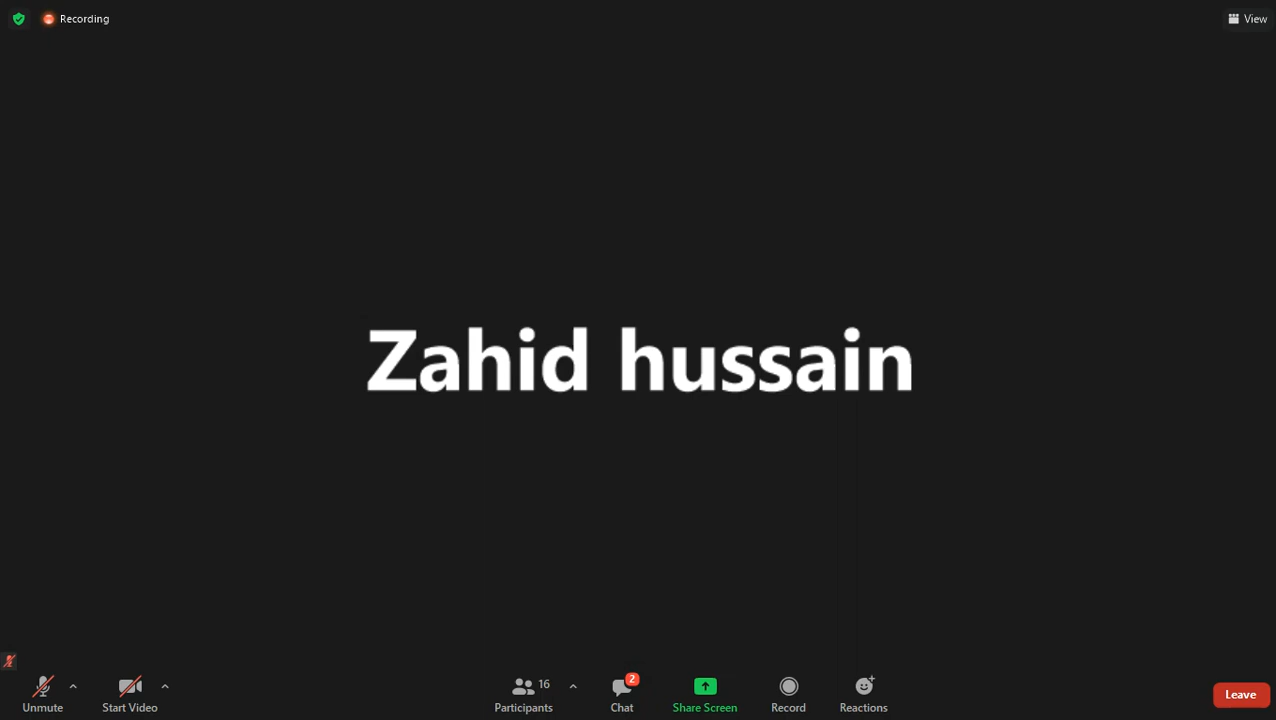 Recording
View
Zahid hussain
16
2
Unmute
Start Video
Participants
Chat
Share Screen
Record
Reactions
Leave